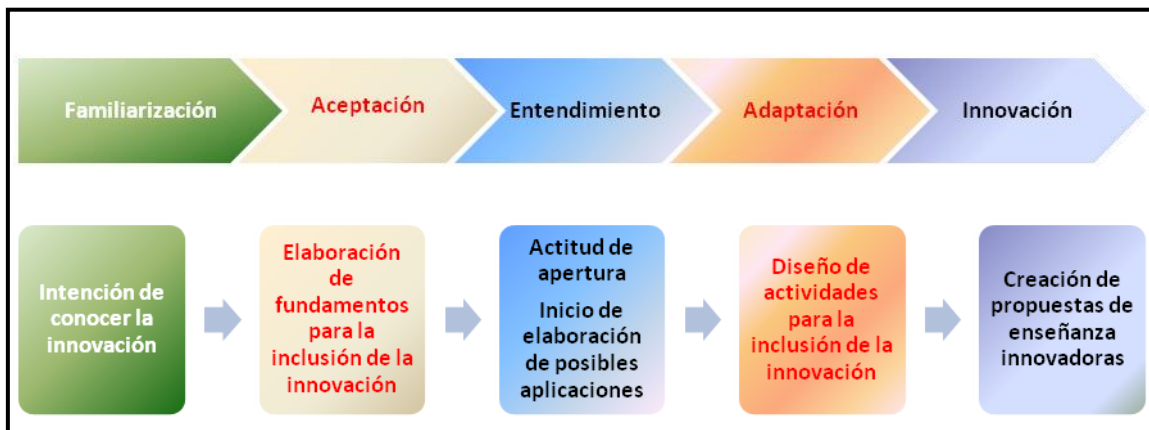 Familiarización
Aceptación
Entendimiento
Adaptación
Innovación
Intención de
conocer la
innovación
Elaboración
de
fundamentos
para la
inclusión de la
innovación
Actitud de
apertura
Inicio de
elaboración
de posibles
aplicaciones
Diseño de
actividades
para la
inclusión de la
innovación
Creación de
propuestas de
enseñanza
innovadoras